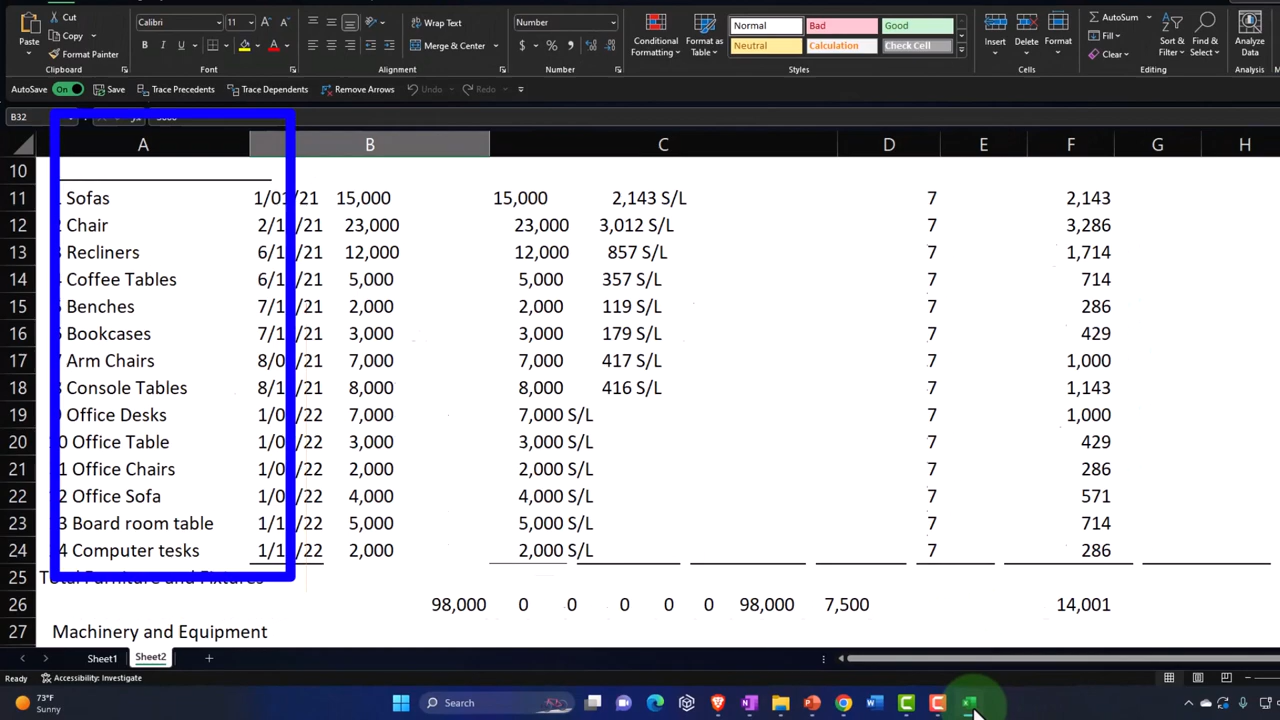 Cut
Calibri 11
Wrap Text
Number
Normal Bad Good
Paste
Copy
Format Painter
B I U
Merge & Center
$ % 9
Conditional Formatting
Format as Table
Neutral Calculation Check Cell
Insert Delete Format
AutoSum
Fill
Clear
Sort & Filter
Find & Select
Analyze Data
Clipboard Font Alignment Number Styles Cells Editing Analysis
AutoSave On Save Trace Precedents Trace Dependents Remove Arrows Undo Redo
B32
A B C D E F G H
10
11 Sofas 15,000 15,000 2,143 S/L 7 2,143
12 Chair 23,000 23,000 3,012 S/L 7 3,286
13 Recliners 12,000 12,000 857 S/L 7 1,714
14 Coffee Tables 5,000 5,000 357 S/L 7 714
15 Benches 2,000 2,000 119 S/L 7 286
16 Bookcases 3,000 3,000 179 S/L 7 429
17 Arm Chairs 7,000 7,000 417 S/L 7 1,000
18 Console Tables 8,000 8,000 416 S/L 7 1,143
19 Office Desks 7,000 7,000 S/L 7 1,000
20 Office Table 3,000 3,000 S/L 7 429
21 Office Chairs 2,000 2,000 S/L 7 286
22 Office Sofa 4,000 4,000 S/L 7 571
23 Board room table 5,000 5,000 S/L 7 714
24 Computer tesks 2,000 2,000 S/L 7 286
25 Total Furniture and Fixtures
26 98,000 0 0 0 0 0 98,000 7,500 14,001
27 Machinery and Equipment
Sheet1 Sheet2 +
Ready Accessibility: Investigate
73°F
Sunny
Search